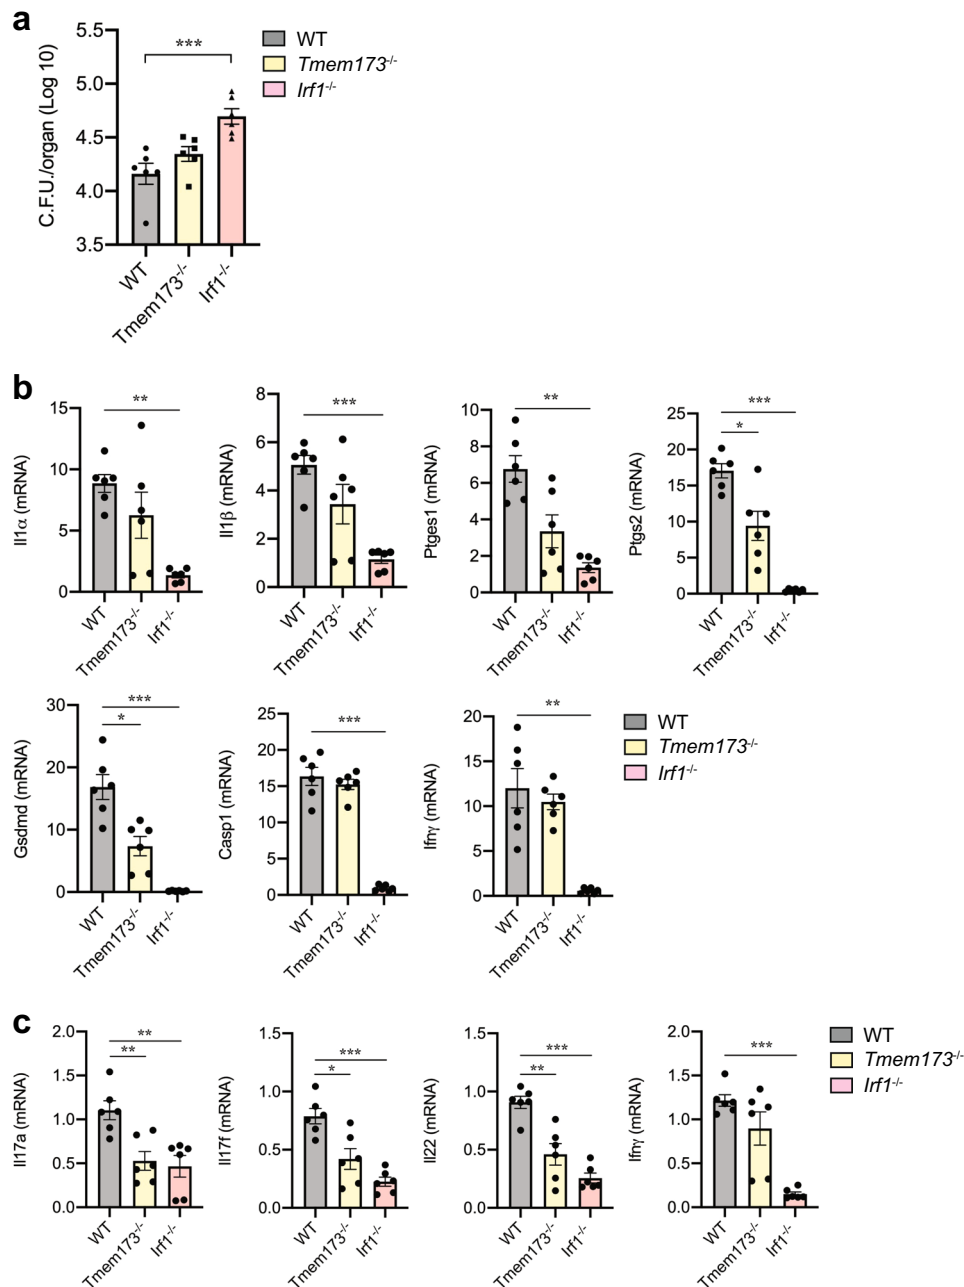 a
C.F.U./organ (Log 10)
5.5
5.0
4.5
4.0
3.5
***
WT
Tmem173-/-
Irf1-/-
WT
Tmem173-/-
Irf1-/-
b
Il1α (mRNA)
15
10
5
0
**
WT
Tmem173-/-
Irf1-/-
Il1β (mRNA)
8
6
4
2
0
***
WT
Tmem173-/-
Irf1-/-
Ptges1 (mRNA)
10
8
6
4
2
0
**
WT
Tmem173-/-
Irf1-/-
Ptgs2 (mRNA)
25
20
15
10
5
0
***
*
WT
Tmem173-/-
Irf1-/-
Gsdmd (mRNA)
30
20
10
0
***
*
WT
Tmem173-/-
Irf1-/-
Casp1 (mRNA)
25
20
15
10
5
0
***
WT
Tmem173-/-
Irf1-/-
Ifnγ (mRNA)
20
15
10
5
0
**
WT
Tmem173-/-
Irf1-/-
WT
Tmem173-/-
Irf1-/-
c
Il17a (mRNA)
2.0
1.5
1.0
0.5
0.0
**
**
WT
Tmem173-/-
Irf1-/-
Il17f (mRNA)
1.5
1.0
0.5
0.0
***
*
WT
Tmem173-/-
Irf1-/-
Il22 (mRNA)
1.5
1.0
0.5
0.0
***
**
WT
Tmem173-/-
Irf1-/-
Ifnγ (mRNA)
2.0
1.5
1.0
0.5
0.0
***
WT
Tmem173-/-
Irf1-/-
WT
Tmem173-/-
Irf1-/-